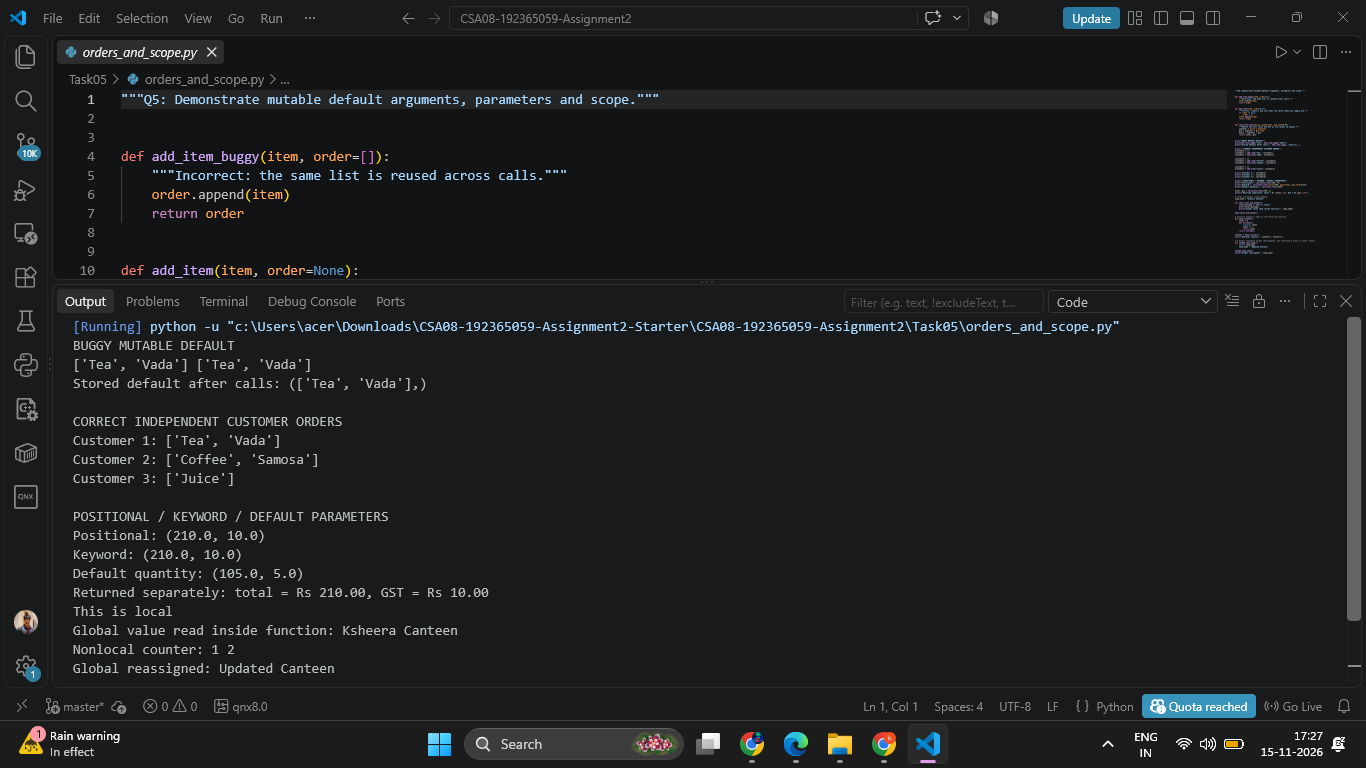 File Edit Selection View Go Run ···
CSA08-192365059-Assignment2
Update
orders_and_scope.py
Task05 > orders_and_scope.py > ...
1 """Q5: Demonstrate mutable default arguments, parameters and scope."""
2
3
4 def add_item_buggy(item, order=[]):
5 """Incorrect: the same list is reused across calls."""
6 order.append(item)
7 return order
8
9
10 def add_item(item, order=None):
10K
Output Problems Terminal Debug Console Ports
Filter (e.g. text, !excludeText, t...
Code
[Running] python -u "c:\Users\acer\Downloads\CSA08-192365059-Assignment2-Starter\CSA08-192365059-Assignment2\Task05\orders_and_scope.py"
BUGGY MUTABLE DEFAULT
['Tea', 'Vada'] ['Tea', 'Vada']
Stored default after calls: (['Tea', 'Vada'],)
CORRECT INDEPENDENT CUSTOMER ORDERS
Customer 1: ['Tea', 'Vada']
Customer 2: ['Coffee', 'Samosa']
Customer 3: ['Juice']
POSITIONAL / KEYWORD / DEFAULT PARAMETERS
Positional: (210.0, 10.0)
Keyword: (210.0, 10.0)
Default quantity: (105.0, 5.0)
Returned separately: total = Rs 210.00, GST = Rs 10.00
This is local
Global value read inside function: Ksheera Canteen
Nonlocal counter: 1 2
Global reassigned: Updated Canteen
QNX
1
master* 0 0 qnx8.0
Ln 1, Col 1 Spaces: 4 UTF-8 LF { } Python Quota reached Go Live
1 Rain warning
In effect
Search
ENG
IN
17:27
15-11-2026